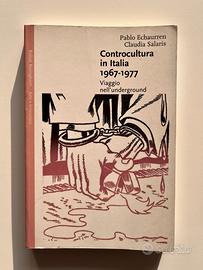 Pablo Echaurren
Claudia Salaris
Controcultura
in Italia
1967-1977
Viaggio
nell'underground